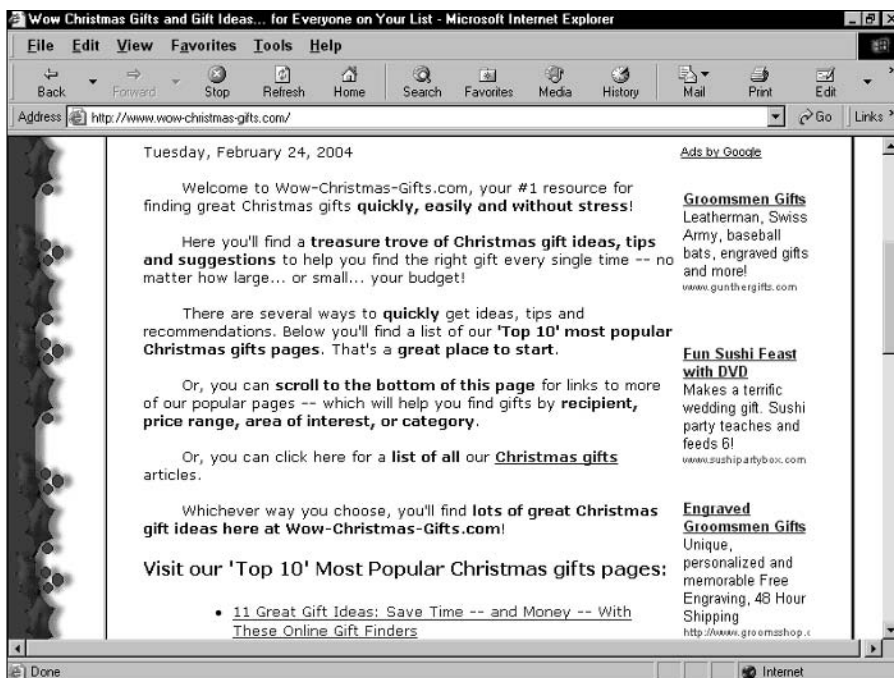 Wow Christmas Gifts and Gift Ideas... for Everyone on Your List - Microsoft Internet Explorer
File Edit View Favorites Tools Help
Back Forward Stop Refresh Home Search Favorites Media History Mail Print Edit
Address http://www.wow-christmas-gifts.com/ Go Links
Tuesday, February 24, 2004
Welcome to Wow-Christmas-Gifts.com, your #1 resource for
finding great Christmas gifts quickly, easily and without stress!
Here you'll find a treasure trove of Christmas gift ideas, tips
and suggestions to help you find the right gift every single time -- no
matter how large... or small... your budget!
There are several ways to quickly get ideas, tips and
recommendations. Below you'll find a list of our 'Top 10' most popular
Christmas gifts pages. That's a great place to start.
Or, you can scroll to the bottom of this page for links to more
of our popular pages -- which will help you find gifts by recipient,
price range, area of interest, or category.
Or, you can click here for a list of all our Christmas gifts
articles.
Whichever way you choose, you'll find lots of great Christmas
gift ideas here at Wow-Christmas-Gifts.com!
Visit our 'Top 10' Most Popular Christmas gifts pages:
• 11 Great Gift Ideas: Save Time -- and Money -- With
These Online Gift Finders
Ads by Google
Groomsmen Gifts
Leatherman, Swiss
Army, baseball
bats, engraved gifts
and more!
www.gunthergifts.com
Fun Sushi Feast
with DVD
Makes a terrific
wedding gift. Sushi
party teaches and
feeds 6!
www.sushipartybox.com
Engraved
Groomsmen Gifts
Unique,
personalized and
memorable Free
Engraving, 48 Hour
Shipping
http://www.groomsshop.c
Done Internet